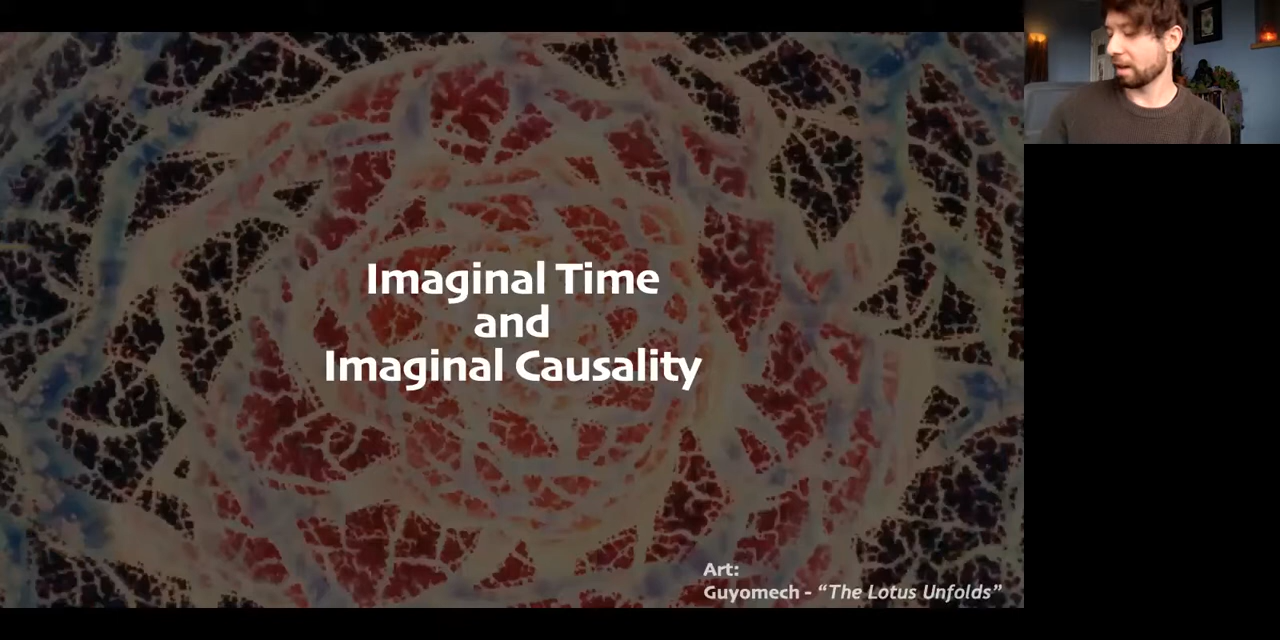 Imaginal Time
and
Imaginal Causality
Art:
Guyomech - “The Lotus Unfolds”